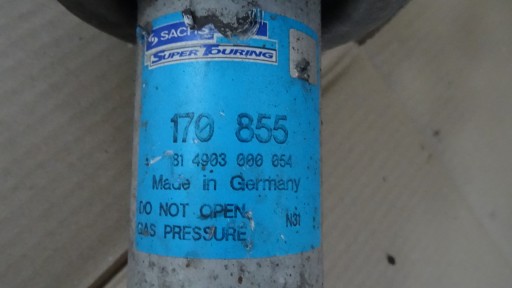 SACHS
SUPER TOURING
170 855
81 4903 000 054
Made in Germany
DO NOT OPEN
GAS PRESSURE
N31